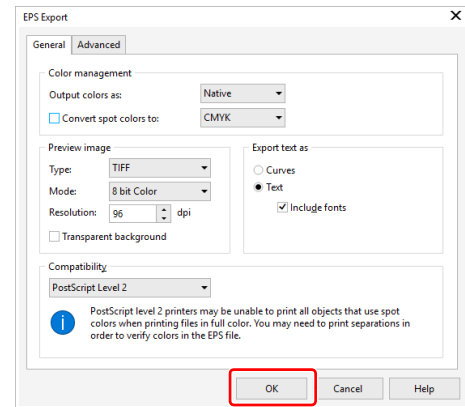 EPS Export
General Advanced
Color management
Output colors as: Native
Convert spot colors to: CMYK
Preview image
Type: TIFF
Mode: 8 bit Color
Resolution: 96 dpi
Transparent background
Export text as
Curves
Text
Include fonts
Compatibility
PostScript Level 2
PostScript level 2 printers may be unable to print all objects that use spot
colors when printing files in full color. You may need to print separations in
order to verify colors in the EPS file.
OK Cancel Help